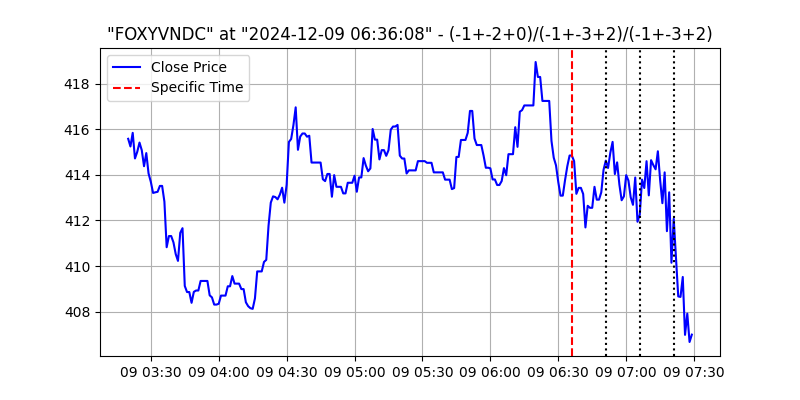 "FOXYVNDC" at "2024-12-09 06:36:08" - (-1+-2+0)/(-1+-3+2)/(-1+-3+2)
Close Price
Specific Time
418
416
414
412
410
408
09 03:30 09 04:00 09 04:30 09 05:00 09 05:30 09 06:00 09 06:30 09 07:00 09 07:30